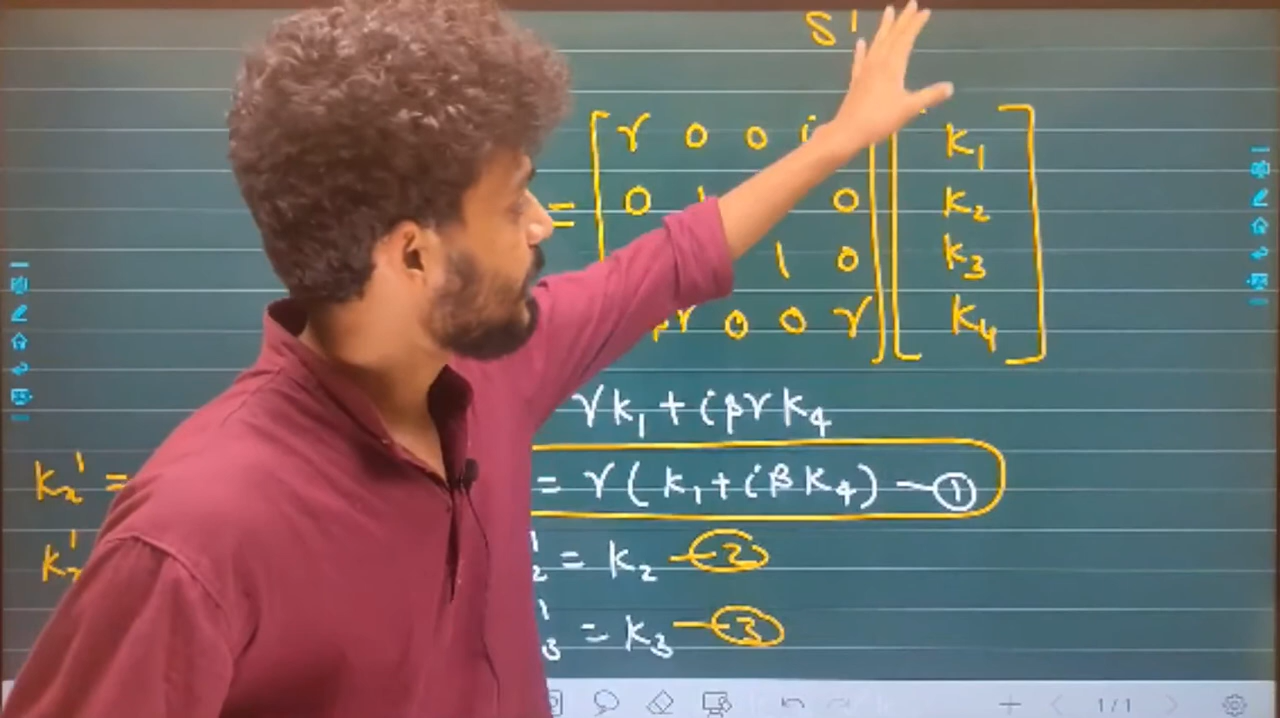 S'
= [ γ 0 0 i ] [ K₁ ]
0 1 0 K₂
1 0 K₃
βγ 0 0 γ K₄
γK₁ + iβγK₄
K₂' = = γ(K₁ + iβK₄) — ①
K₃' ₂' = K₂ — ②
₃' = K₃ — ③
1/1